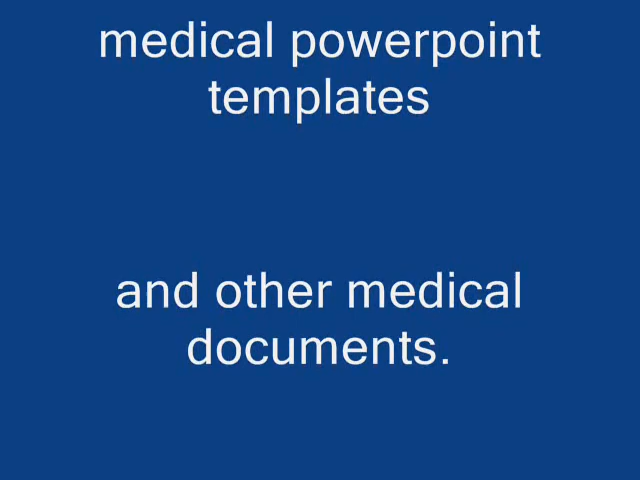 medical powerpoint
templates
and other medical
documents.